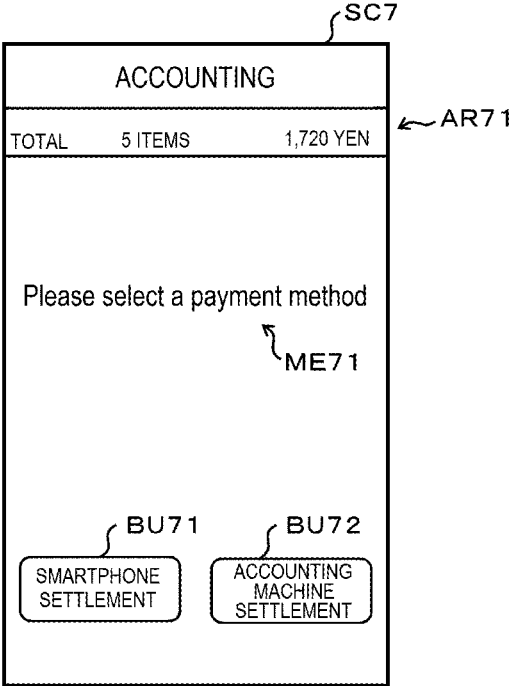 SC7
ACCOUNTING
AR71
TOTAL 5 ITEMS 1,720 YEN
Please select a payment method
ME71
BU71 BU72
SMARTPHONE
SETTLEMENT
ACCOUNTING
MACHINE
SETTLEMENT